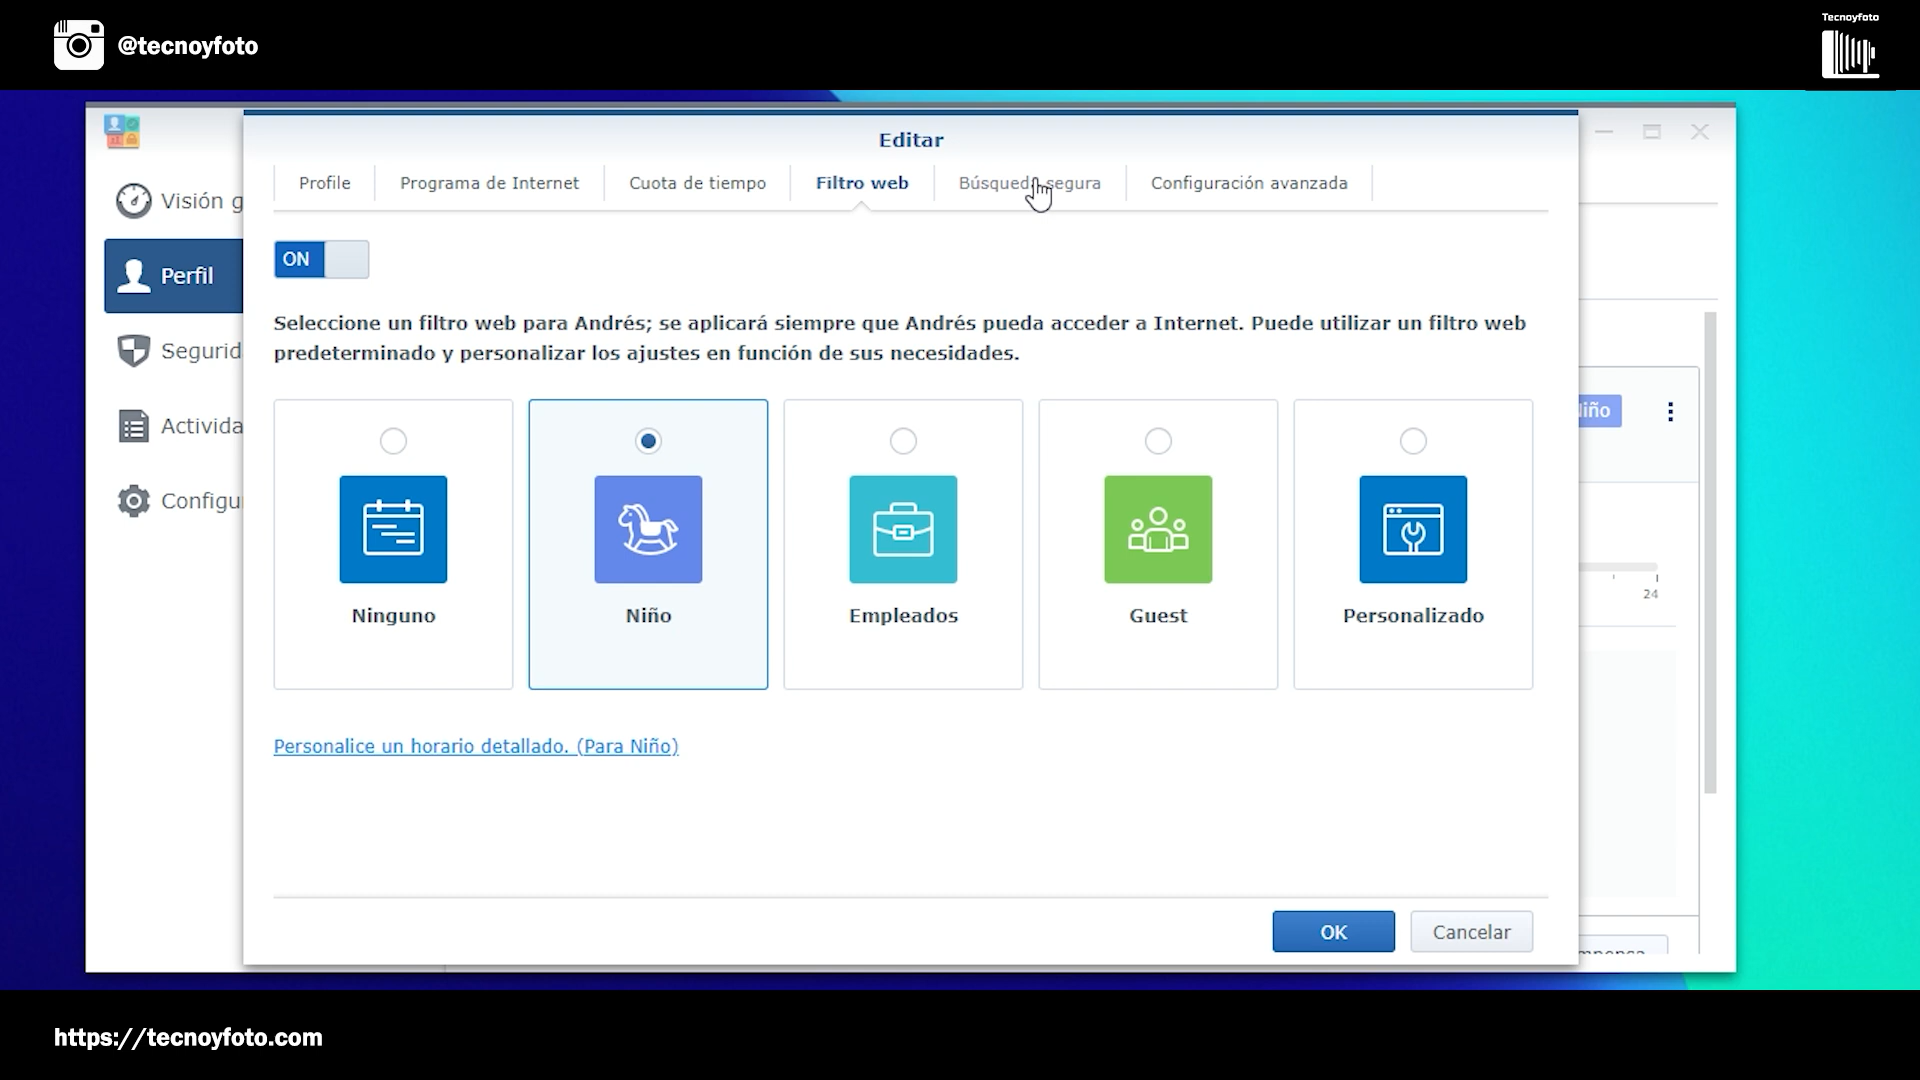 @tecnoyfoto
Tecnoyfoto
Editar
Profile
Programa de Internet
Cuota de tiempo
Filtro web
Búsqueda segura
Configuración avanzada
Visión g
Perfil
Segurid
Activida
Configu
ON
Seleccione un filtro web para Andrés; se aplicará siempre que Andrés pueda acceder a Internet. Puede utilizar un filtro web
predeterminado y personalizar los ajustes en función de sus necesidades.
Niño
Ninguno
Niño
Empleados
Guest
Personalizado
24
Personalice un horario detallado. (Para Niño)
OK
Cancelar
https://tecnoyfoto.com